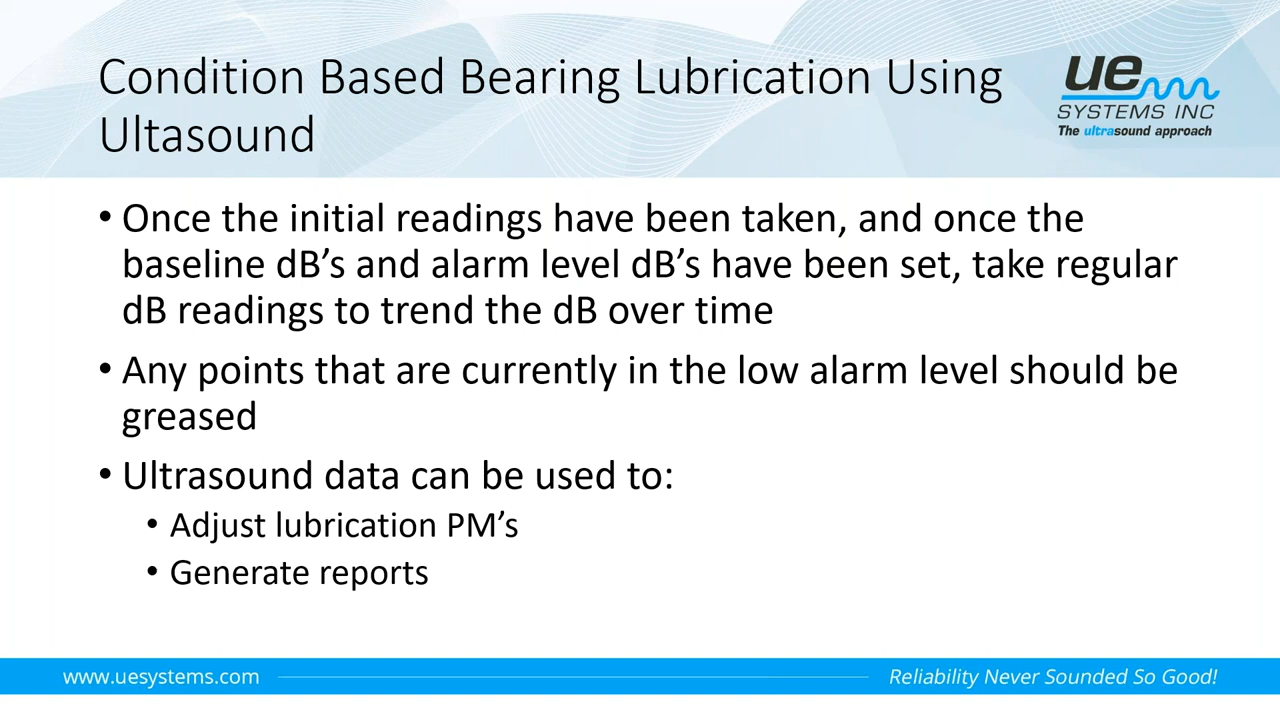 Condition Based Bearing Lubrication Using
Ultasound
ue
SYSTEMS INC
The ultrasound approach
• Once the initial readings have been taken, and once the
baseline dB’s and alarm level dB’s have been set, take regular
dB readings to trend the dB over time
• Any points that are currently in the low alarm level should be
greased
• Ultrasound data can be used to:
• Adjust lubrication PM’s
• Generate reports
www.uesystems.com
Reliability Never Sounded So Good!